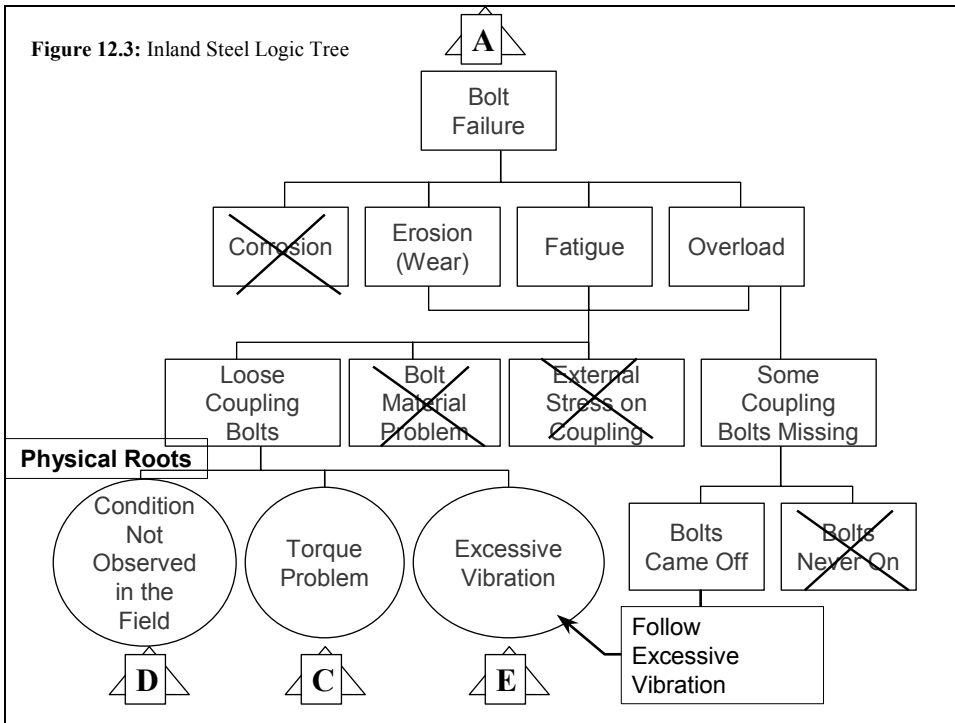 Figure 12.3: Inland Steel Logic Tree
A
Bolt
Failure
Corrosion
Erosion
(Wear)
Fatigue
Overload
Loose
Coupling
Bolts
Bolt
Material
Problem
External
Stress on
Coupling
Some
Coupling
Bolts Missing
Physical Roots
Condition
Not
Observed
in the
Field
Torque
Problem
Excessive
Vibration
Bolts
Came Off
Bolts
Never On
Follow
Excessive
Vibration
D
C
E